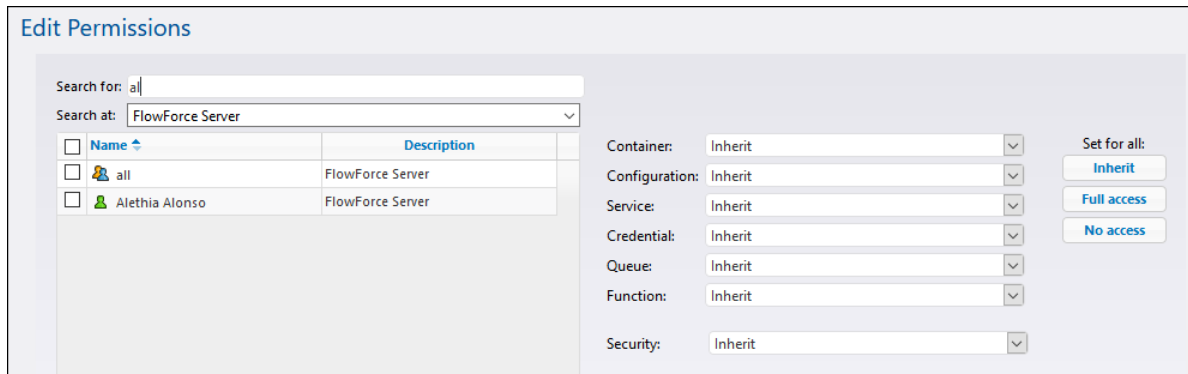 Edit Permissions
Search for: al
Search at: FlowForce Server
Name Description
all FlowForce Server
Alethia Alonso FlowForce Server
Container: Inherit
Configuration: Inherit
Service: Inherit
Credential: Inherit
Queue: Inherit
Function: Inherit
Security: Inherit
Set for all:
Inherit
Full access
No access